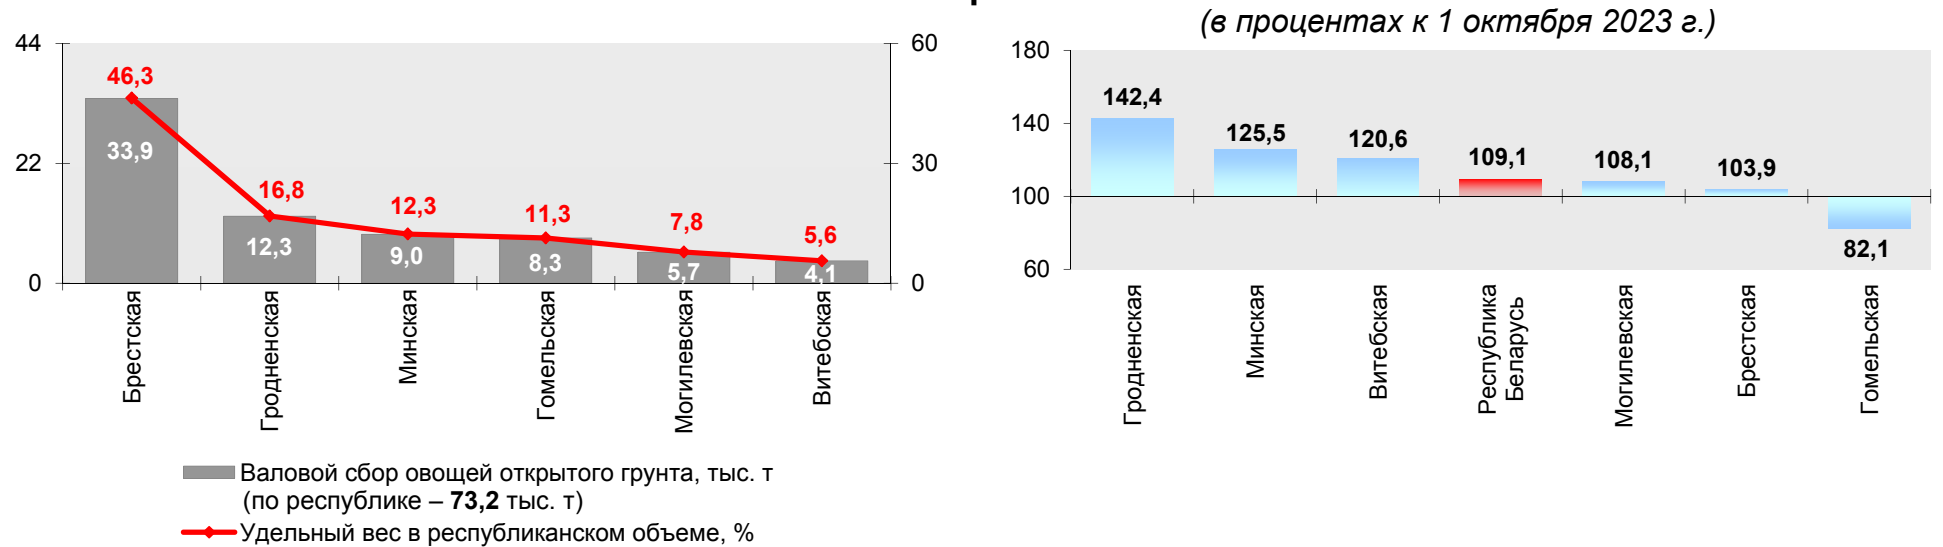 (в процентах к 1 октября 2023 г.)
44
22
0
60
30
0
46,3
16,8
12,3
11,3
7,8
5,6
33,9
12,3
9,0
8,3
5,7
4,1
Брестская
Гродненская
Минская
Гомельская
Могилевская
Витебская
Валовой сбор овощей открытого грунта, тыс. т
(по республике – 73,2 тыс. т)
Удельный вес в республиканском объеме, %
180
140
100
60
142,4
125,5
120,6
109,1
108,1
103,9
82,1
Гродненская
Минская
Витебская
Республика
Беларусь
Могилевская
Брестская
Гомельская